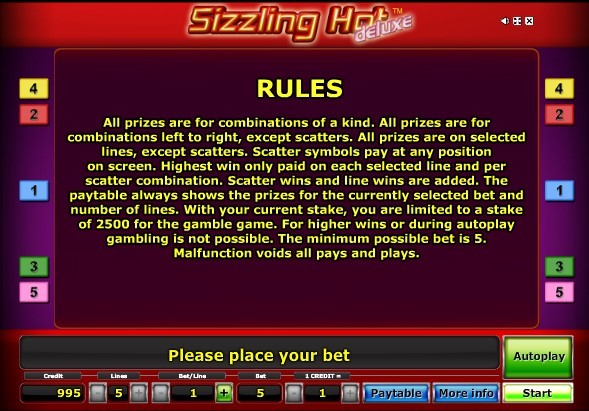 Sizzling Hot™
deluxe
RULES
All prizes are for combinations of a kind. All prizes are for
combinations left to right, except scatters. All prizes are on selected
lines, except scatters. Scatter symbols pay at any position
on screen. Highest win only paid on each selected line and per
scatter combination. Scatter wins and line wins are added. The
paytable always shows the prizes for the currently selected bet and
number of lines. With your current stake, you are limited to a stake
of 2500 for the gamble game. For higher wins or during autoplay
gambling is not possible. The minimum possible bet is 5.
Malfunction voids all pays and plays.
4 4
2 2
1 1
3 3
5 5
Please place your bet
Autoplay
Credit Lines Bet/Line Bet 1 CREDIT =
995 - 5 + - 1 + 5 - 1 + Paytable More info Start